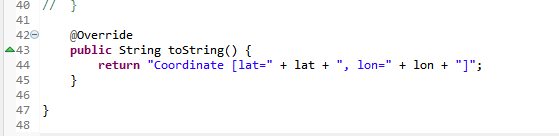 40 //  }
41
42    @Override
43    public String toString() {
44        return "Coordinate [lat=" + lat + ", lon=" + lon + "]";
45    }
46
47 }
48